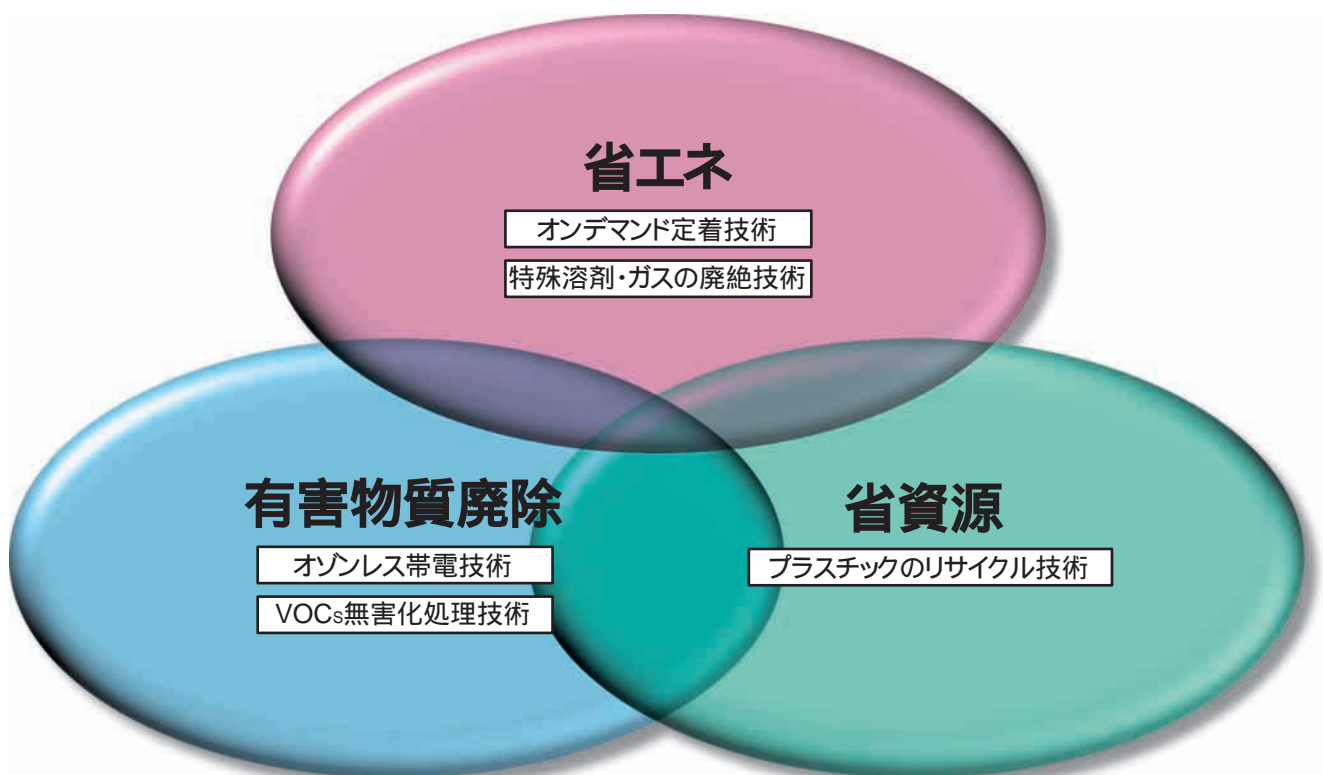 省エネ
オンデマンド定着技術
特殊溶剤・ガスの廃絶技術
有害物質廃除
オゾンレス帯電技術
VOCs無害化処理技術
省資源
プラスチックのリサイクル技術